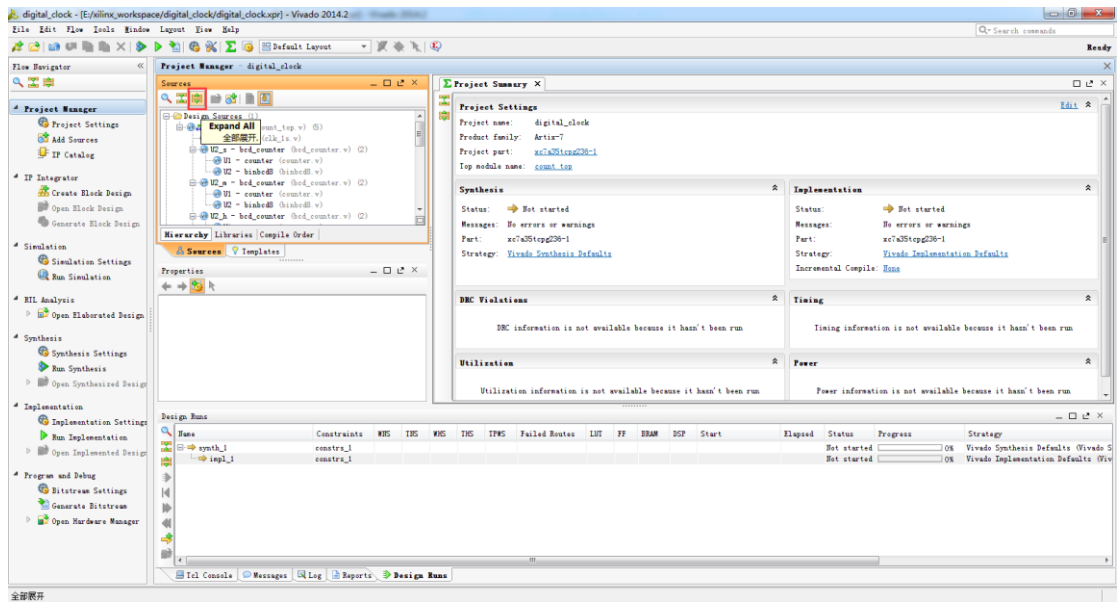 digital_clock - [E:/xilinx_workspace/digital_clock/digital_clock.xpr] - Vivado 2014.2
File Edit Flow Tools Window Layout View Help
Search commands
Default Layout
Ready
Flow Navigator
Project Manager - digital_clock
Project Manager
Project Settings
Add Sources
IP Catalog
IP Integrator
Create Block Design
Open Block Design
Generate Block Design
Simulation
Simulation Settings
Run Simulation
RTL Analysis
Open Elaborated Design
Synthesis
Synthesis Settings
Run Synthesis
Open Synthesized Design
Implementation
Implementation Settings
Run Implementation
Open Implemented Design
Program and Debug
Bitstream Settings
Generate Bitstream
Open Hardware Manager
Sources
Design Sources (1)
Expand All
全部展开.
ount_top.v) (5)
(clk_1s.v)
U2_s - bcd_counter (bcd_counter.v) (2)
U1 - counter (counter.v)
U2 - binbcd8 (binbcd8.v)
U2_m - bcd_counter (bcd_counter.v) (2)
U1 - counter (counter.v)
U2 - binbcd8 (binbcd8.v)
U2_h - bcd_counter (bcd_counter.v) (2)
Hierarchy Libraries Compile Order
Sources Templates
Properties
Project Summary
Project Settings Edit
Project name: digital_clock
Product family: Artix-7
Project part: xc7a35tcpg236-1
Top module name: count_top
Synthesis
Status: Not started
Messages: No errors or warnings
Part: xc7a35tcpg236-1
Strategy: Vivado Synthesis Defaults
Implementation
Status: Not started
Messages: No errors or warnings
Part: xc7a35tcpg236-1
Strategy: Vivado Implementation Defaults
Incremental Compile: None
DRC Violations
DRC information is not available because it hasn't been run
Timing
Timing information is not available because it hasn't been run
Utilization
Utilization information is not available because it hasn't been run
Power
Power information is not available because it hasn't been run
Design Runs
Name Constraints WNS TNS WHS THS TPWS Failed Routes LUT FF BRAM DSP Start Elapsed Status Progress Strategy
synth_1 constrs_1 Not started 0% Vivado Synthesis Defaults (Vivado S
impl_1 constrs_1 Not started 0% Vivado Implementation Defaults (Viv
Tcl Console Messages Log Reports Design Runs
全部展开